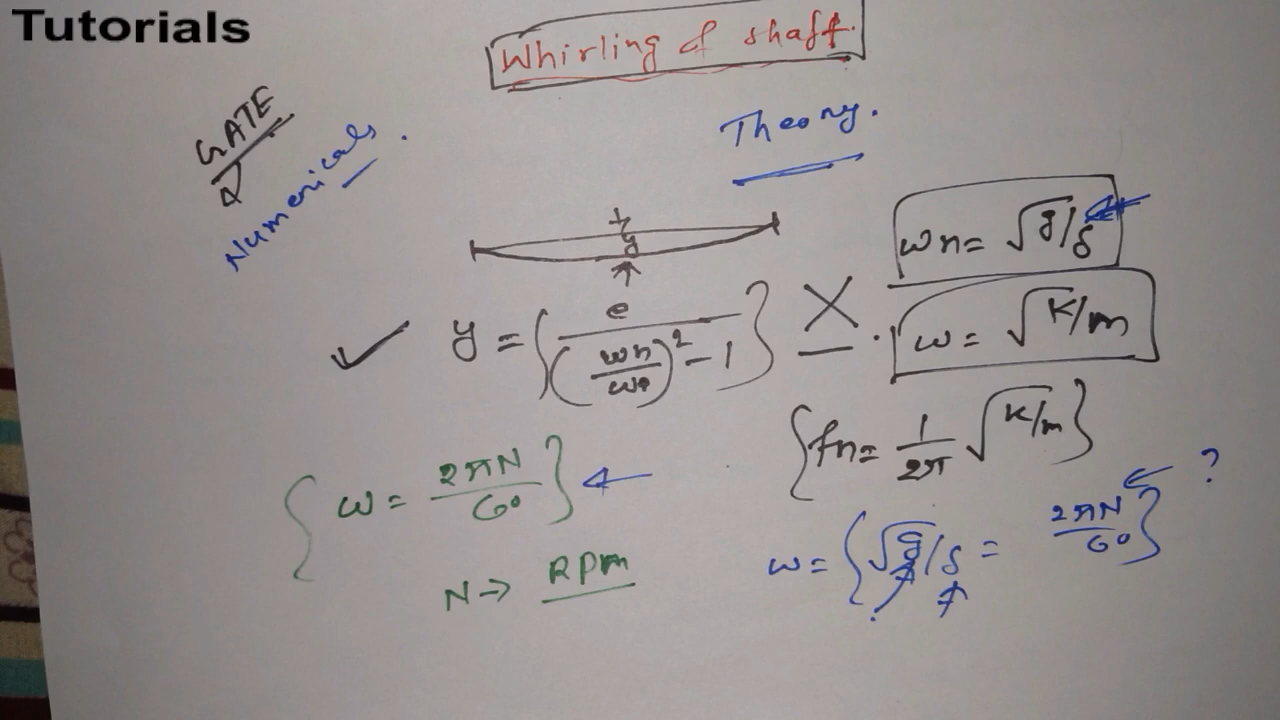 Tutorials
Whirling of shaft.
GATE
Numericals.
Theory.
y
ωn = √g/δ
y = {e/((ωn/ω)² - 1)} X.
ω = √K/m
{fn = 1/2π √K/m}
{ω = 2πN/60} ←
ω = {√g/δ = 2πN/60} ← ?
N → RPM